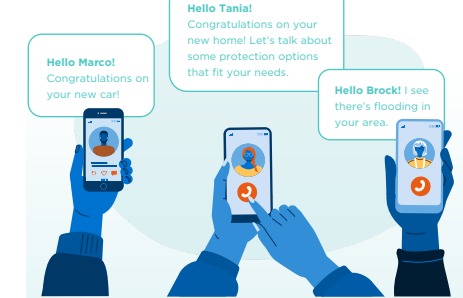 Hello Marco!
Congratulations on
your new car!
Hello Tania!
Congratulations on your
new home! Let's talk about
some protection options
that fit your needs.
Hello Brock! I see
there's flooding in
your area.